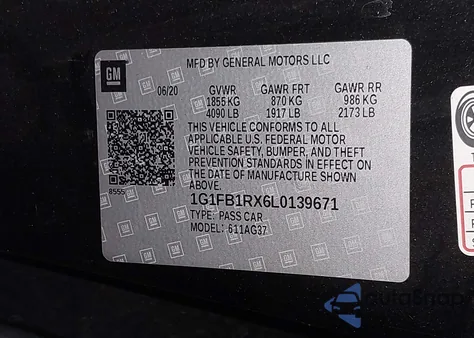 GM
MFD BY GENERAL MOTORS LLC
06/20 GVWR GAWR FRT GAWR RR
1855 KG 870 KG 986 KG
4090 LB 1917 LB 2173 LB
THIS VEHICLE CONFORMS TO ALL
APPLICABLE U.S. FEDERAL MOTOR
VEHICLE SAFETY, BUMPER, AND THEFT
PREVENTION STANDARDS IN EFFECT ON
THE DATE OF MANUFACTURE SHOWN
ABOVE.
8555
1G1FB1RX6L0139671
TYPE: PASS CAR
MODEL: 611AG37
AutoSnap